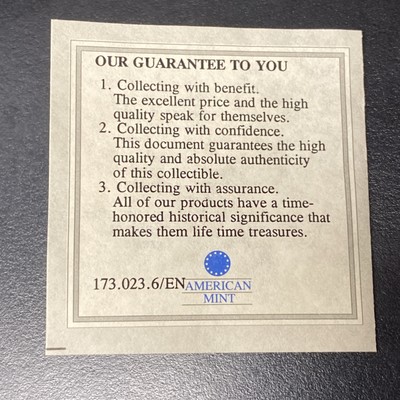 OUR GUARANTEE TO YOU
1. Collecting with benefit.
The excellent price and the high
quality speak for themselves.
2. Collecting with confidence.
This document guarantees the high
quality and absolute authenticity
of this collectible.
3. Collecting with assurance.
All of our products have a time-
honored historical significance that
makes them life time treasures.
173.023.6/EN AMERICAN
MINT